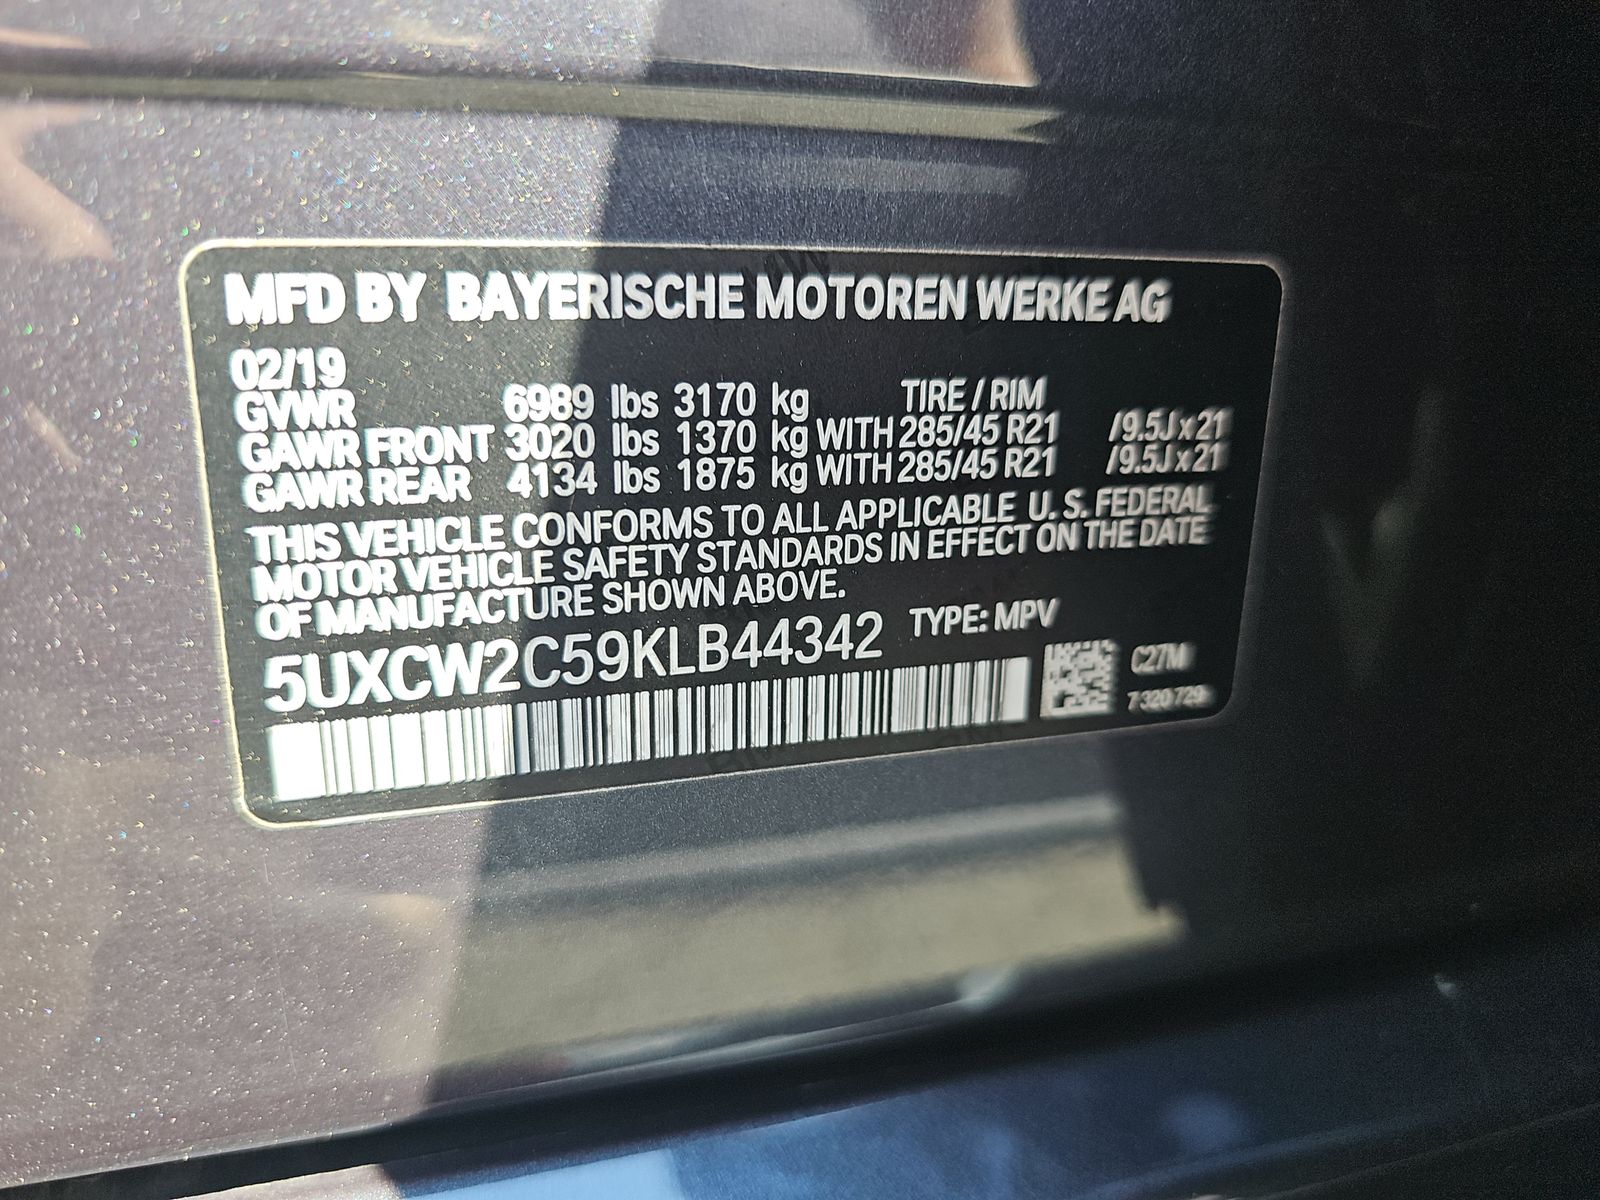 MFD BY BAYERISCHE MOTOREN WERKE AG
02/19
GVWR 6989 lbs 3170 kg TIRE / RIM
GAWR FRONT 3020 lbs 1370 kg WITH 285/45 R21 /9.5J x 21
GAWR REAR 4134 lbs 1875 kg WITH 285/45 R21 /9.5J x 21
THIS VEHICLE CONFORMS TO ALL APPLICABLE U.S. FEDERAL
MOTOR VEHICLE SAFETY STANDARDS IN EFFECT ON THE DATE
OF MANUFACTURE SHOWN ABOVE.
5UXCW2C59KLB44342 TYPE: MPV
C27M
7 320 729